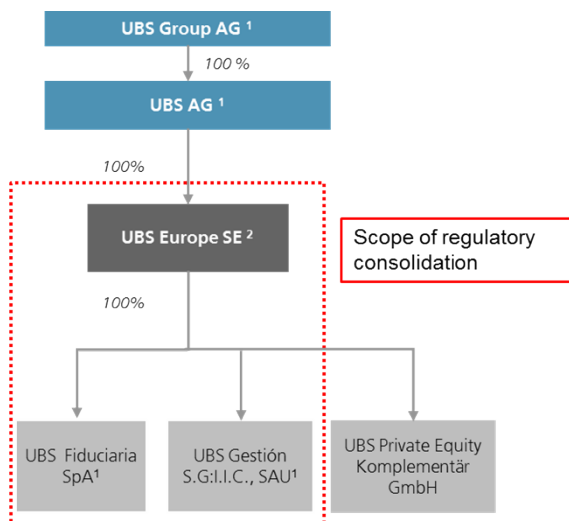 UBS Group AG ¹
100 %
UBS AG ¹
100%
UBS Europe SE ²
Scope of regulatory
consolidation
100%
UBS Fiduciaria
SpA¹
UBS Gestión
S.G:I.I.C., SAU¹
UBS Private Equity
Komplementär
GmbH